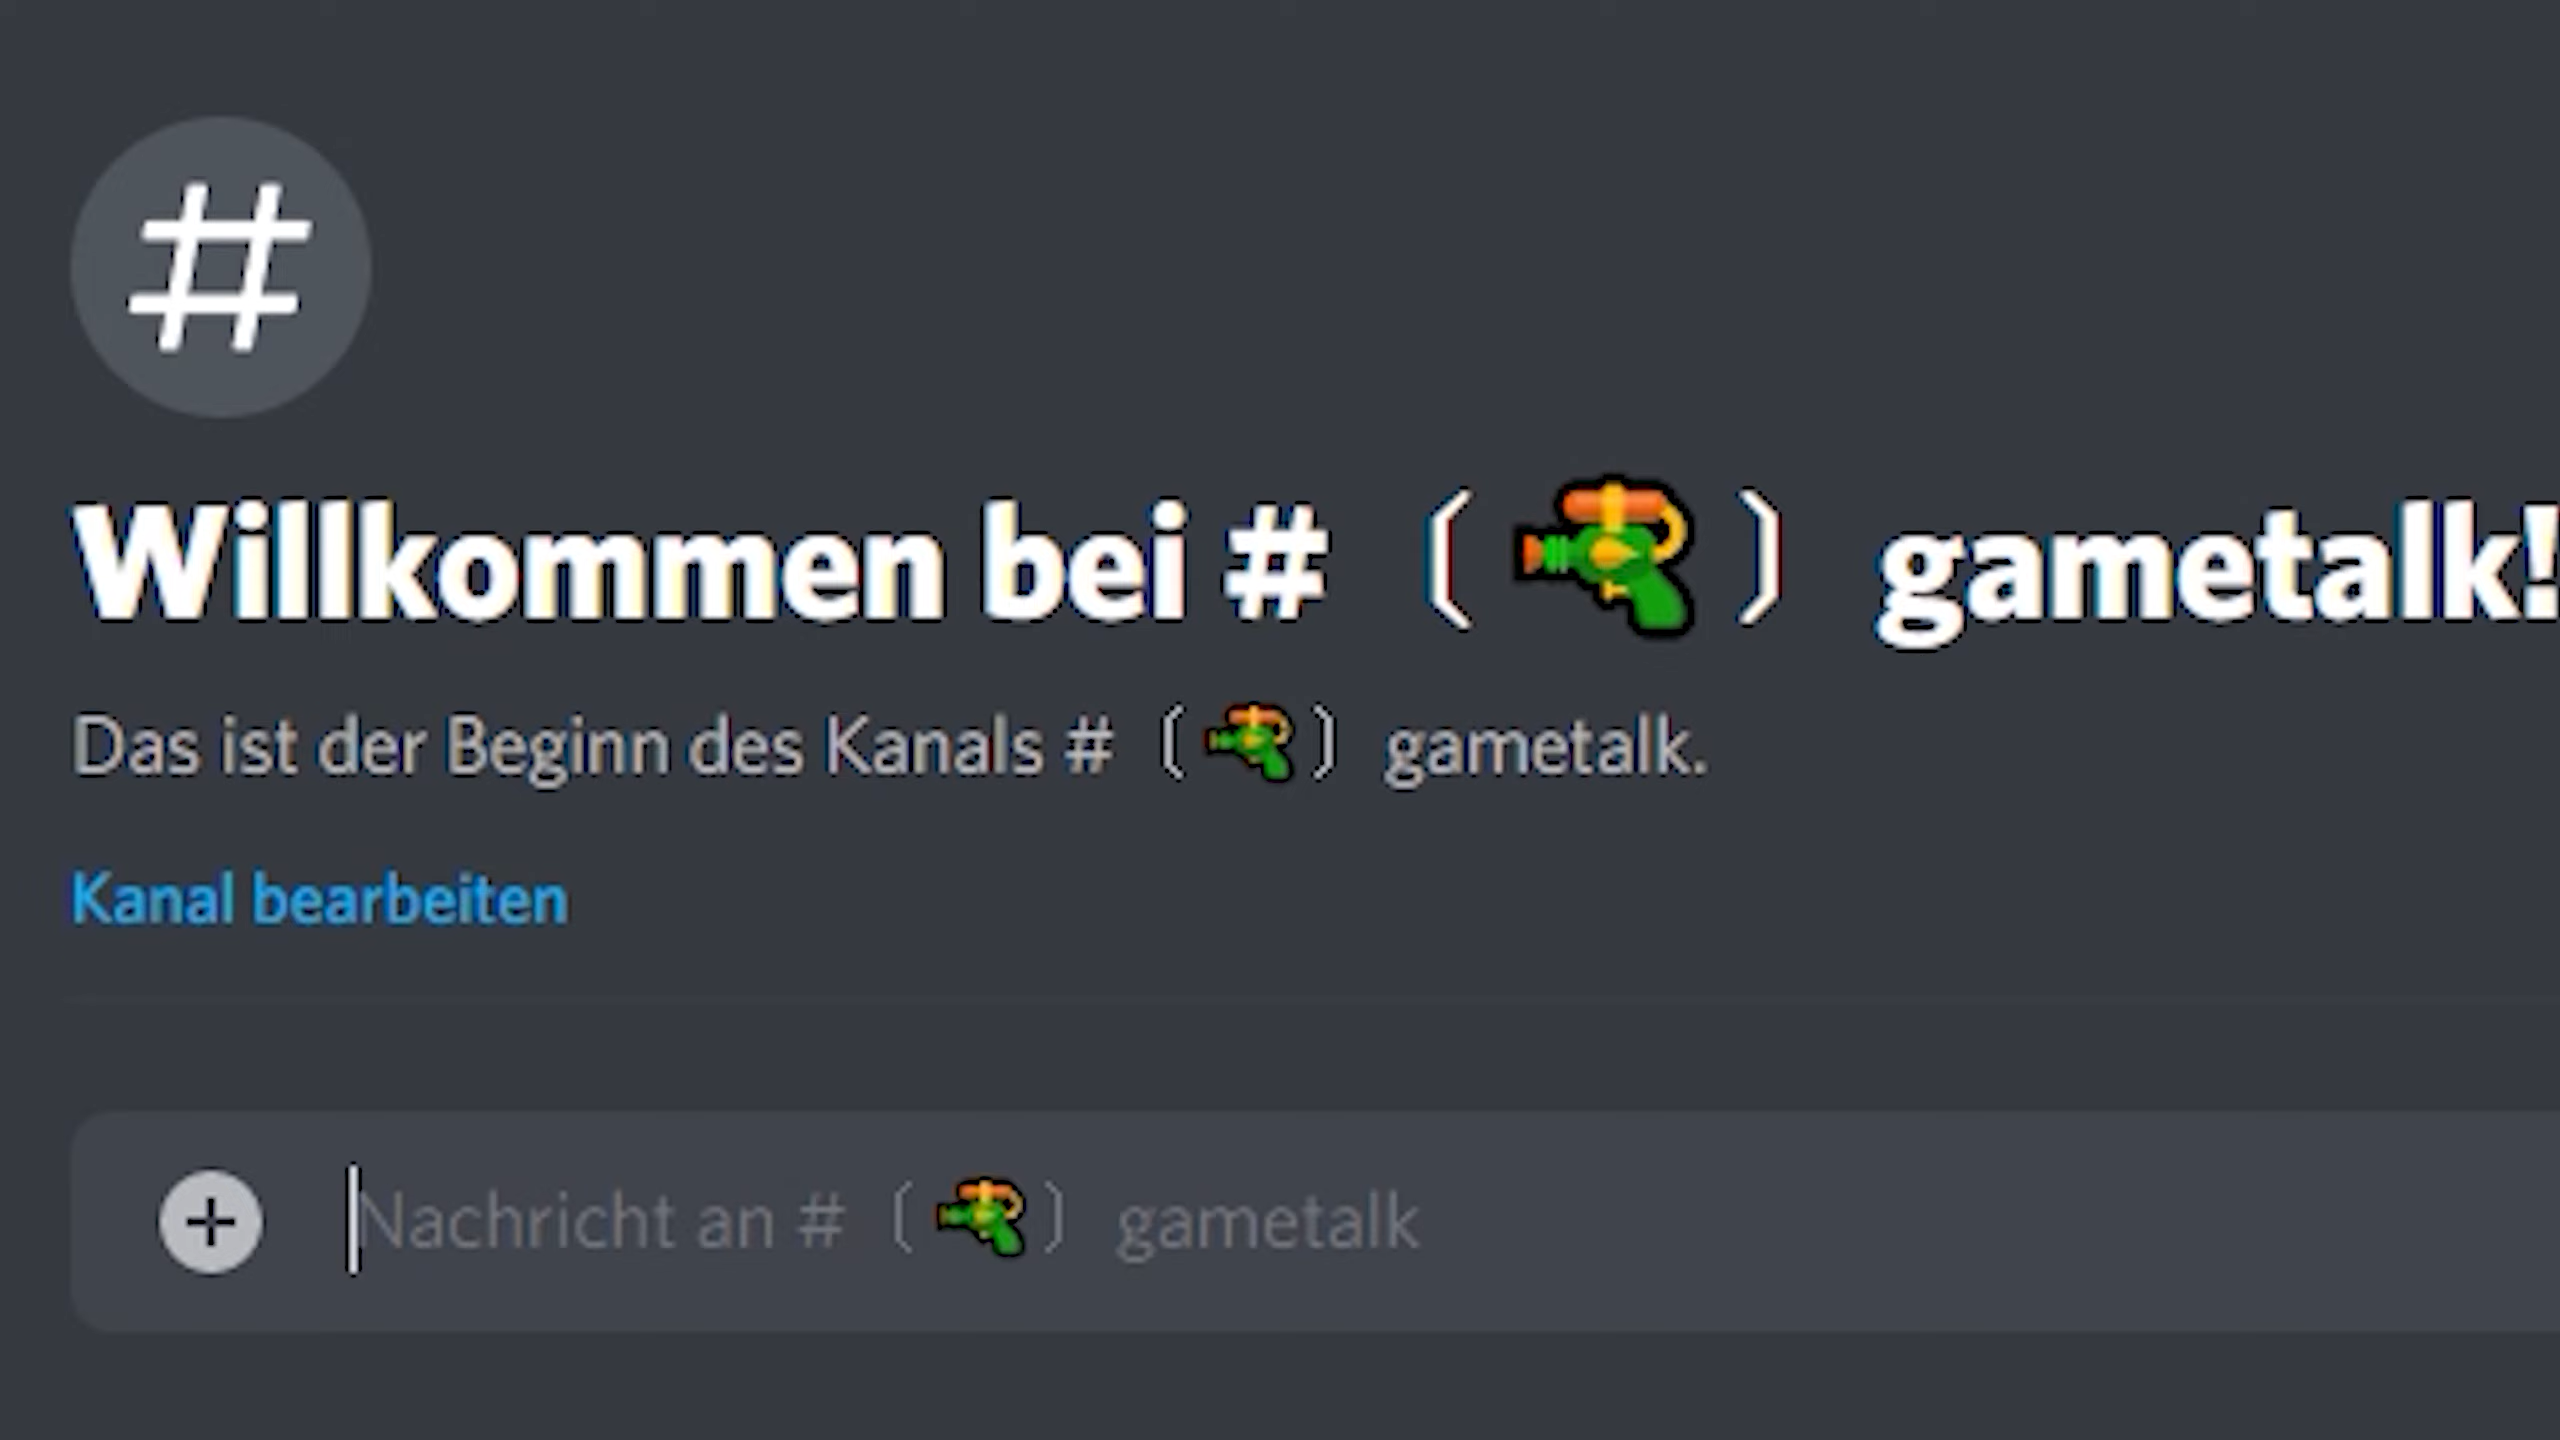 #
Willkommen bei # 〔🔫〕 gametalk!
Das ist der Beginn des Kanals # 〔🔫〕 gametalk.
Kanal bearbeiten
Nachricht an # 〔🔫〕 gametalk